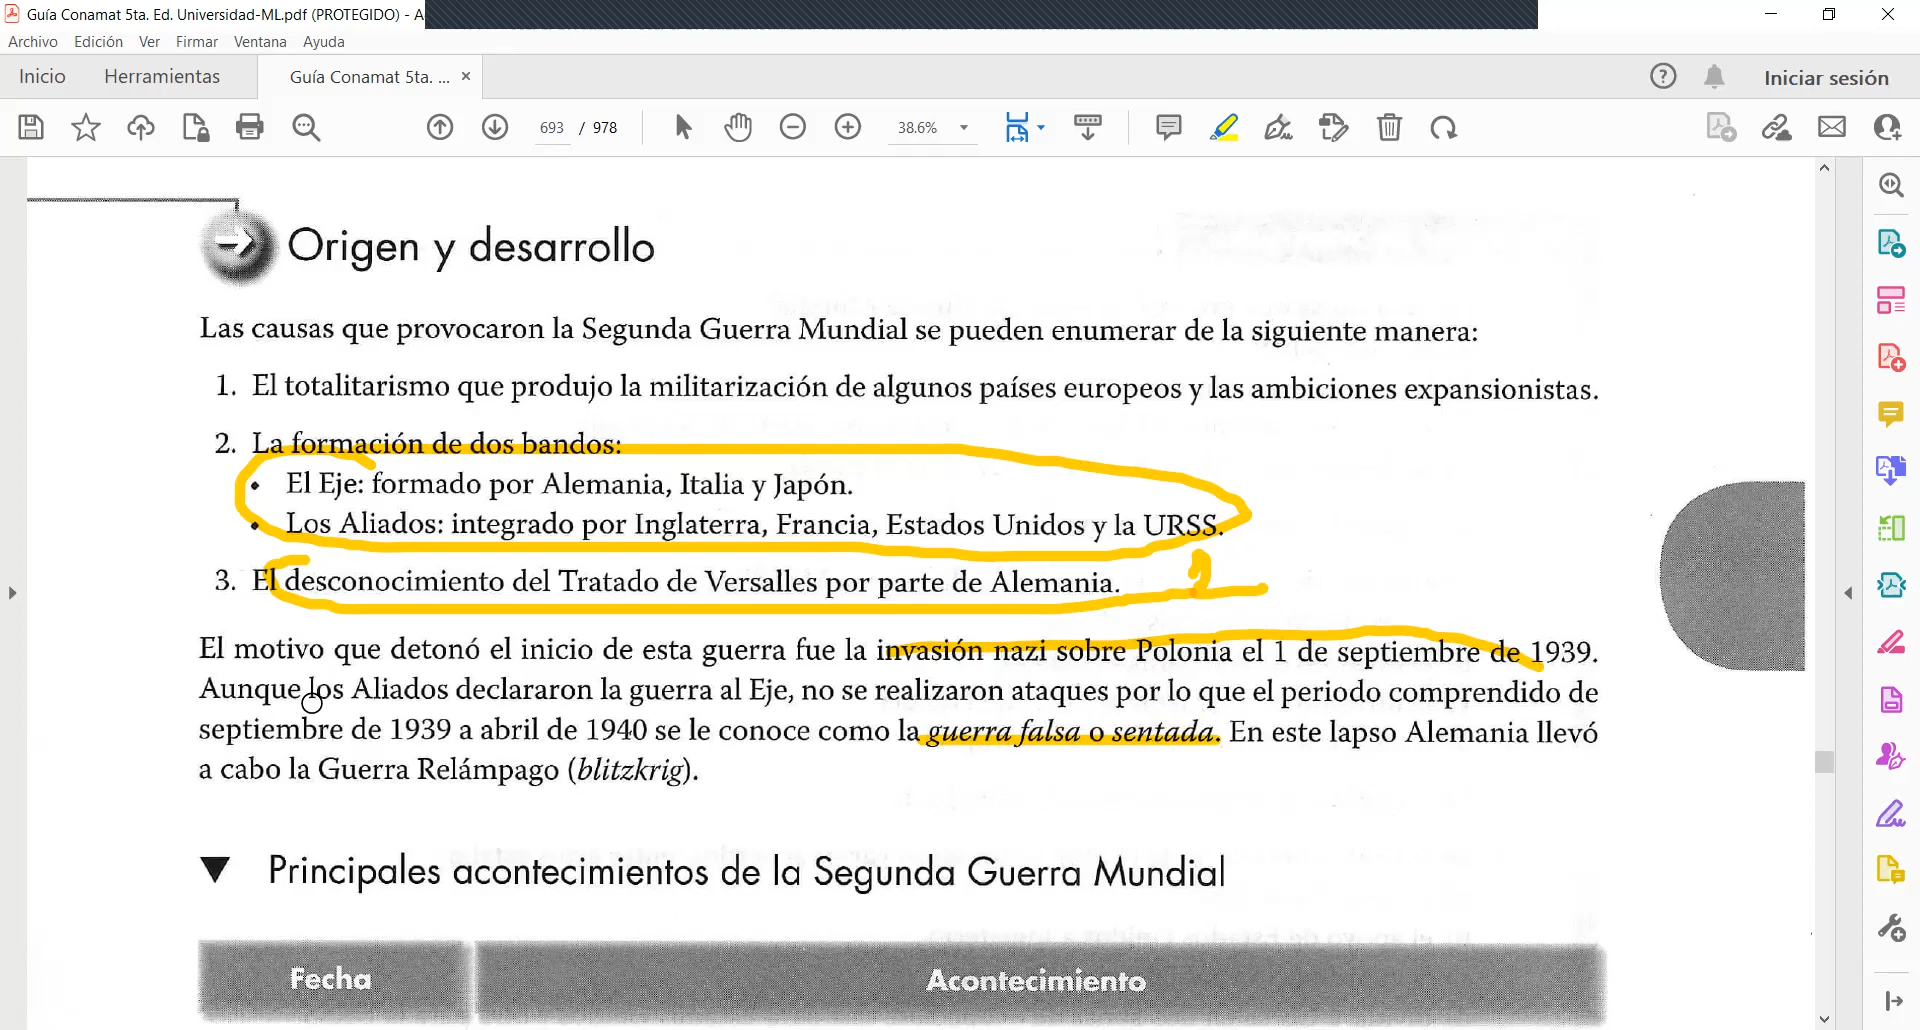 Guía Conamat 5ta. Ed. Universidad-ML.pdf (PROTEGIDO) - A
Archivo Edición Ver Firmar Ventana Ayuda
Inicio Herramientas Guía Conamat 5ta. ... × Iniciar sesión
693 / 978 38.6%
Origen y desarrollo
Las causas que provocaron la Segunda Guerra Mundial se pueden enumerar de la siguiente manera:
1. El totalitarismo que produjo la militarización de algunos países europeos y las ambiciones expansionistas.
2. La formación de dos bandos:
• El Eje: formado por Alemania, Italia y Japón.
• Los Aliados: integrado por Inglaterra, Francia, Estados Unidos y la URSS.
3. El desconocimiento del Tratado de Versalles por parte de Alemania. 1
El motivo que detonó el inicio de esta guerra fue la invasión nazi sobre Polonia el 1 de septiembre de 1939.
Aunque los Aliados declararon la guerra al Eje, no se realizaron ataques por lo que el periodo comprendido de
septiembre de 1939 a abril de 1940 se le conoce como la guerra falsa o sentada. En este lapso Alemania llevó
a cabo la Guerra Relámpago (blitzkrig).
Principales acontecimientos de la Segunda Guerra Mundial
Fecha Acontecimiento